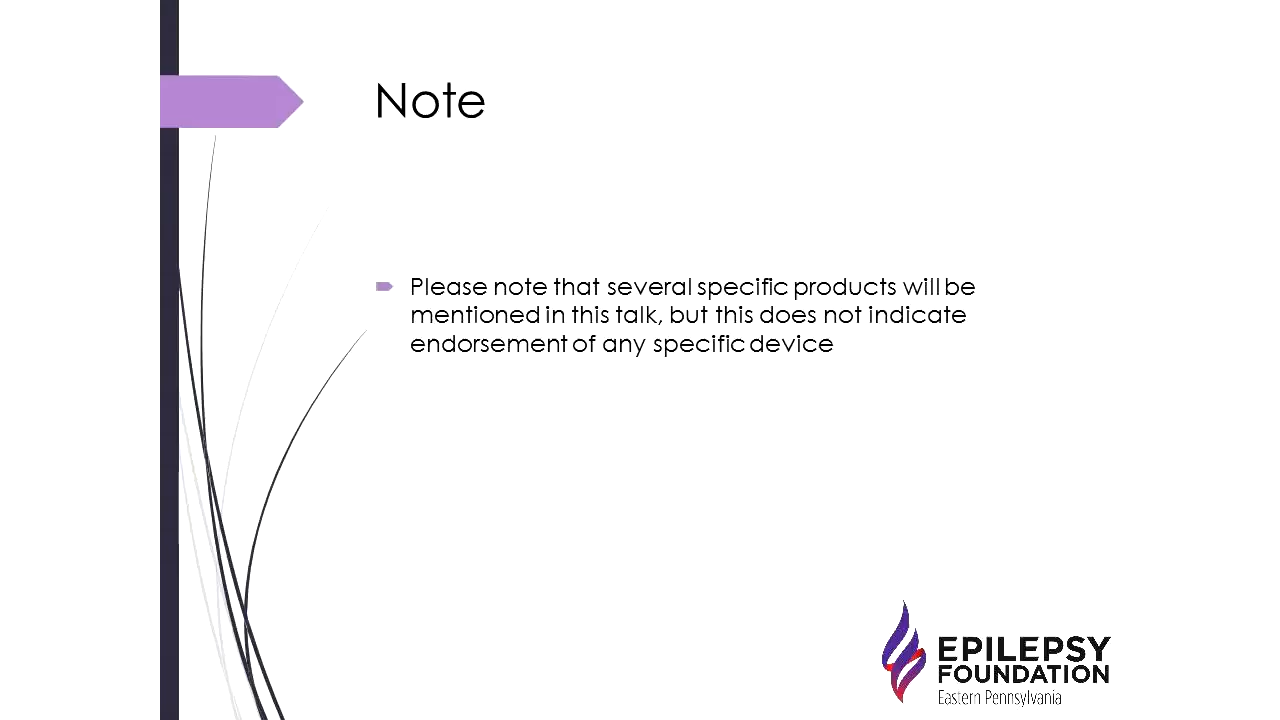 Note
Please note that several specific products will be
mentioned in this talk, but this does not indicate
endorsement of any specific device
EPILEPSY
FOUNDATION
Eastern Pennsylvania